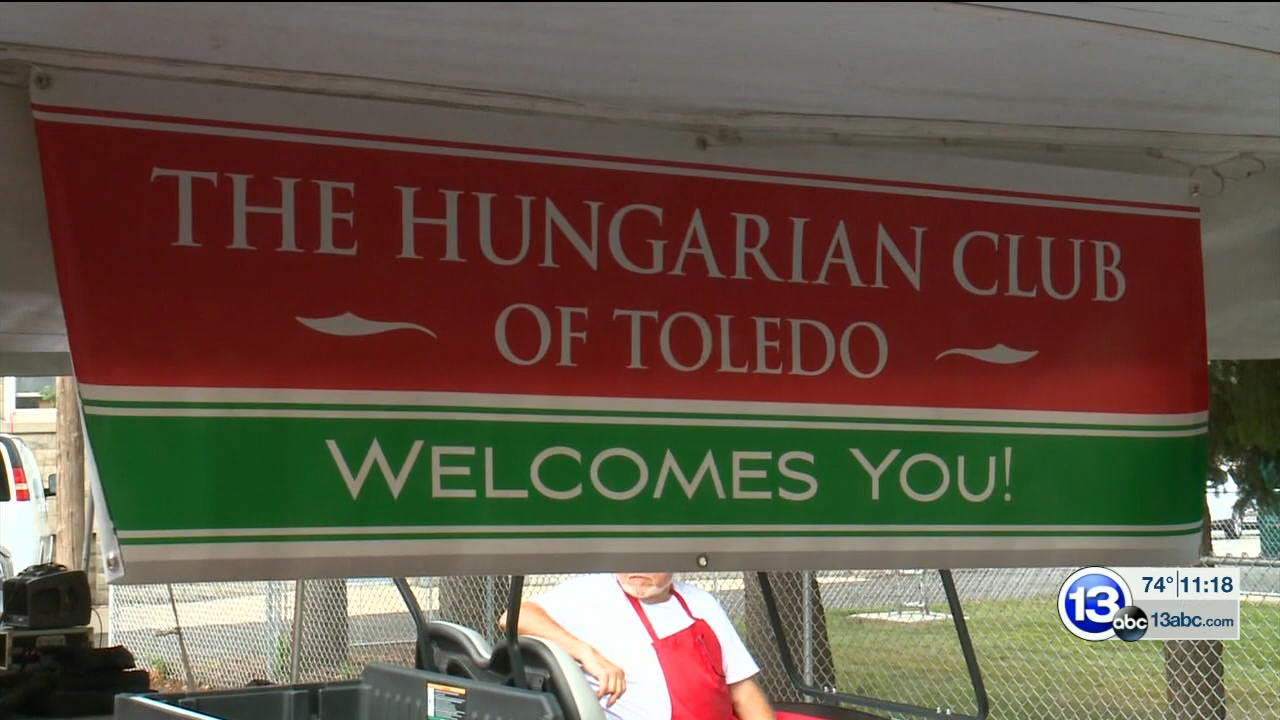 THE HUNGARIAN CLUB
OF TOLEDO
WELCOMES YOU!
13 abc
74° 11:18
13abc.com